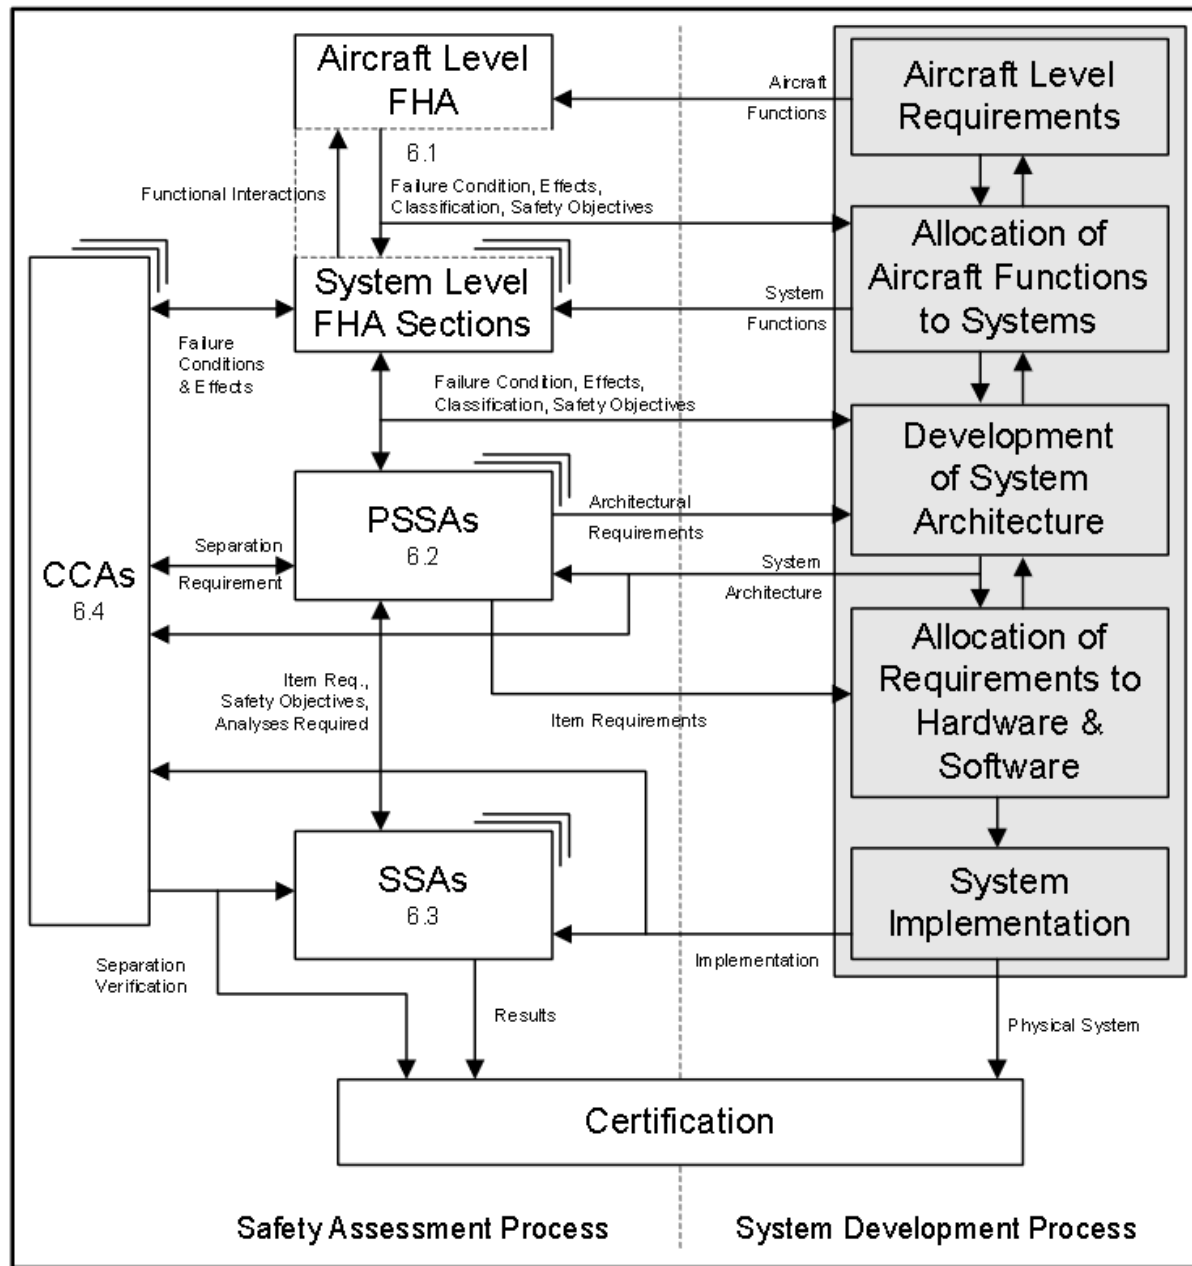 Aircraft Level
FHA
6.1
Aircraft
Functions
Aircraft Level
Requirements
Functional Interactions
Failure Condition, Effects,
Classification, Safety Objectives
Allocation of
Aircraft Functions
to Systems
System Level
FHA Sections
System
Functions
Failure
Conditions
& Effects
Failure Condition, Effects,
Classification, Safety Objectives
Development
of System
Architecture
PSSAs
6.2
Architectural
Requirements
CCAs
6.4
Separation
Requirement
System
Architecture
Allocation of
Requirements to
Hardware &
Software
Item Req.,
Safety Objectives,
Analyses Required
Item Requirements
SSAs
6.3
System
Implementation
Separation
Verification
Implementation
Results
Physical System
Certification
Safety Assessment Process
System Development Process